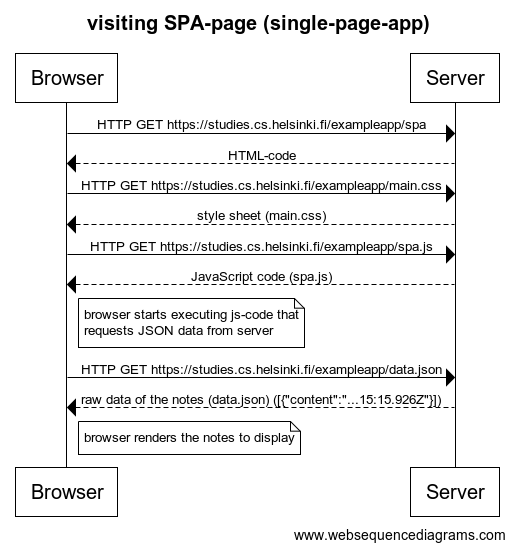 visiting SPA-page (single-page-app)
Browser
Server
HTTP GET https://studies.cs.helsinki.fi/exampleapp/spa
HTML-code
HTTP GET https://studies.cs.helsinki.fi/exampleapp/main.css
style sheet (main.css)
HTTP GET https://studies.cs.helsinki.fi/exampleapp/spa.js
JavaScript code (spa.js)
browser starts executing js-code that
requests JSON data from server
HTTP GET https://studies.cs.helsinki.fi/exampleapp/data.json
raw data of the notes (data.json) ([{"content":"...15:15.926Z"}])
browser renders the notes to display
Browser
Server
www.websequencediagrams.com